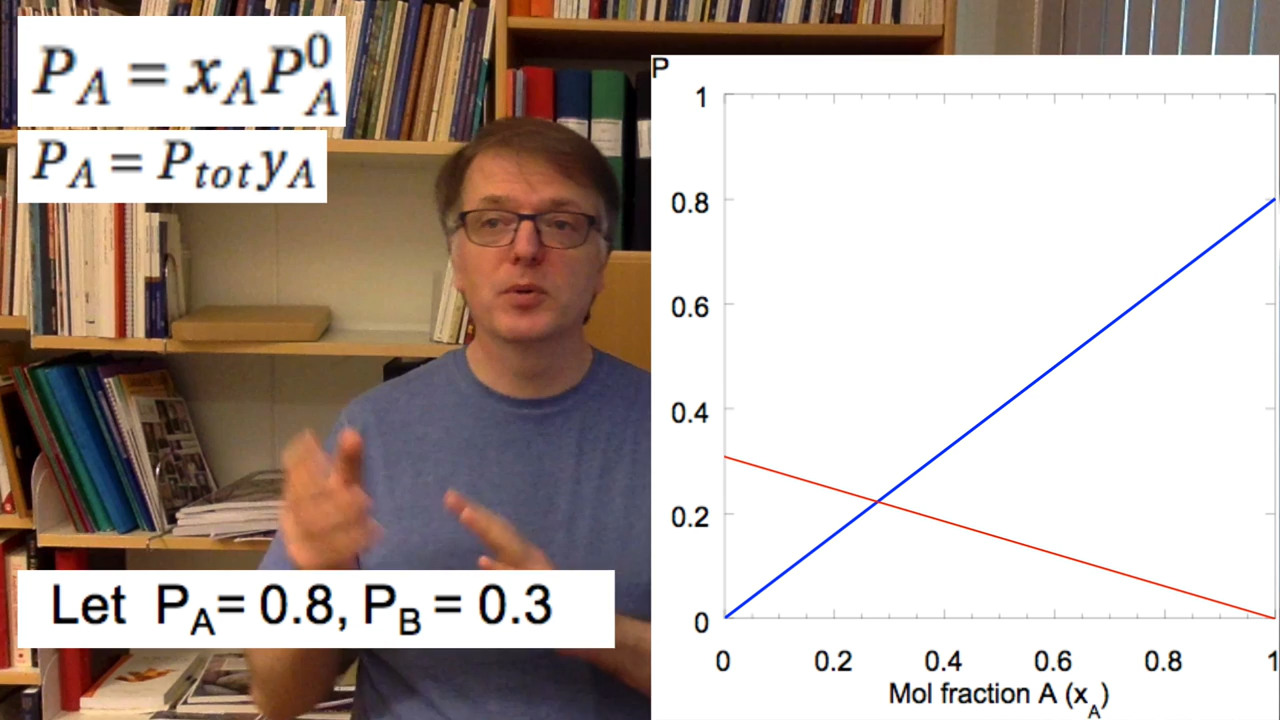 P_A = x_A P_A^0
P_A = P_tot y_A
Let P_A = 0.8, P_B = 0.3
P
1
0.8
0.6
0.4
0.2
0
0 0.2 0.4 0.6 0.8 1
Mol fraction A (x_A)